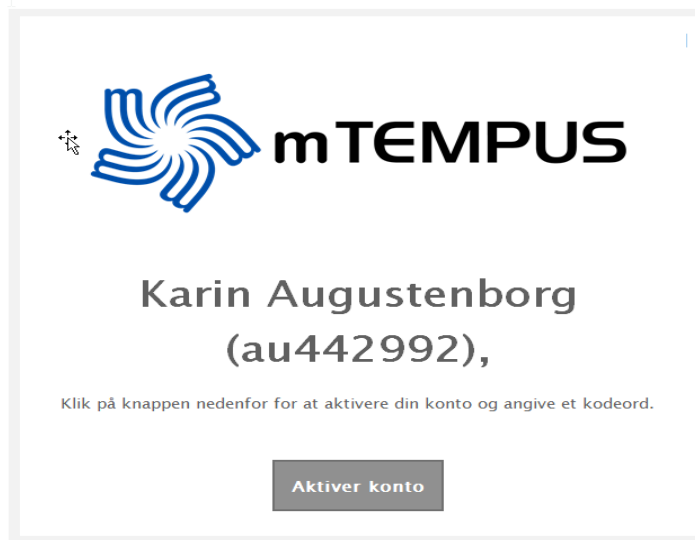 mTEMPUS
Karin Augustenborg
(au442992),
Klik på knappen nedenfor for at aktivere din konto og angive et kodeord.
Aktiver konto